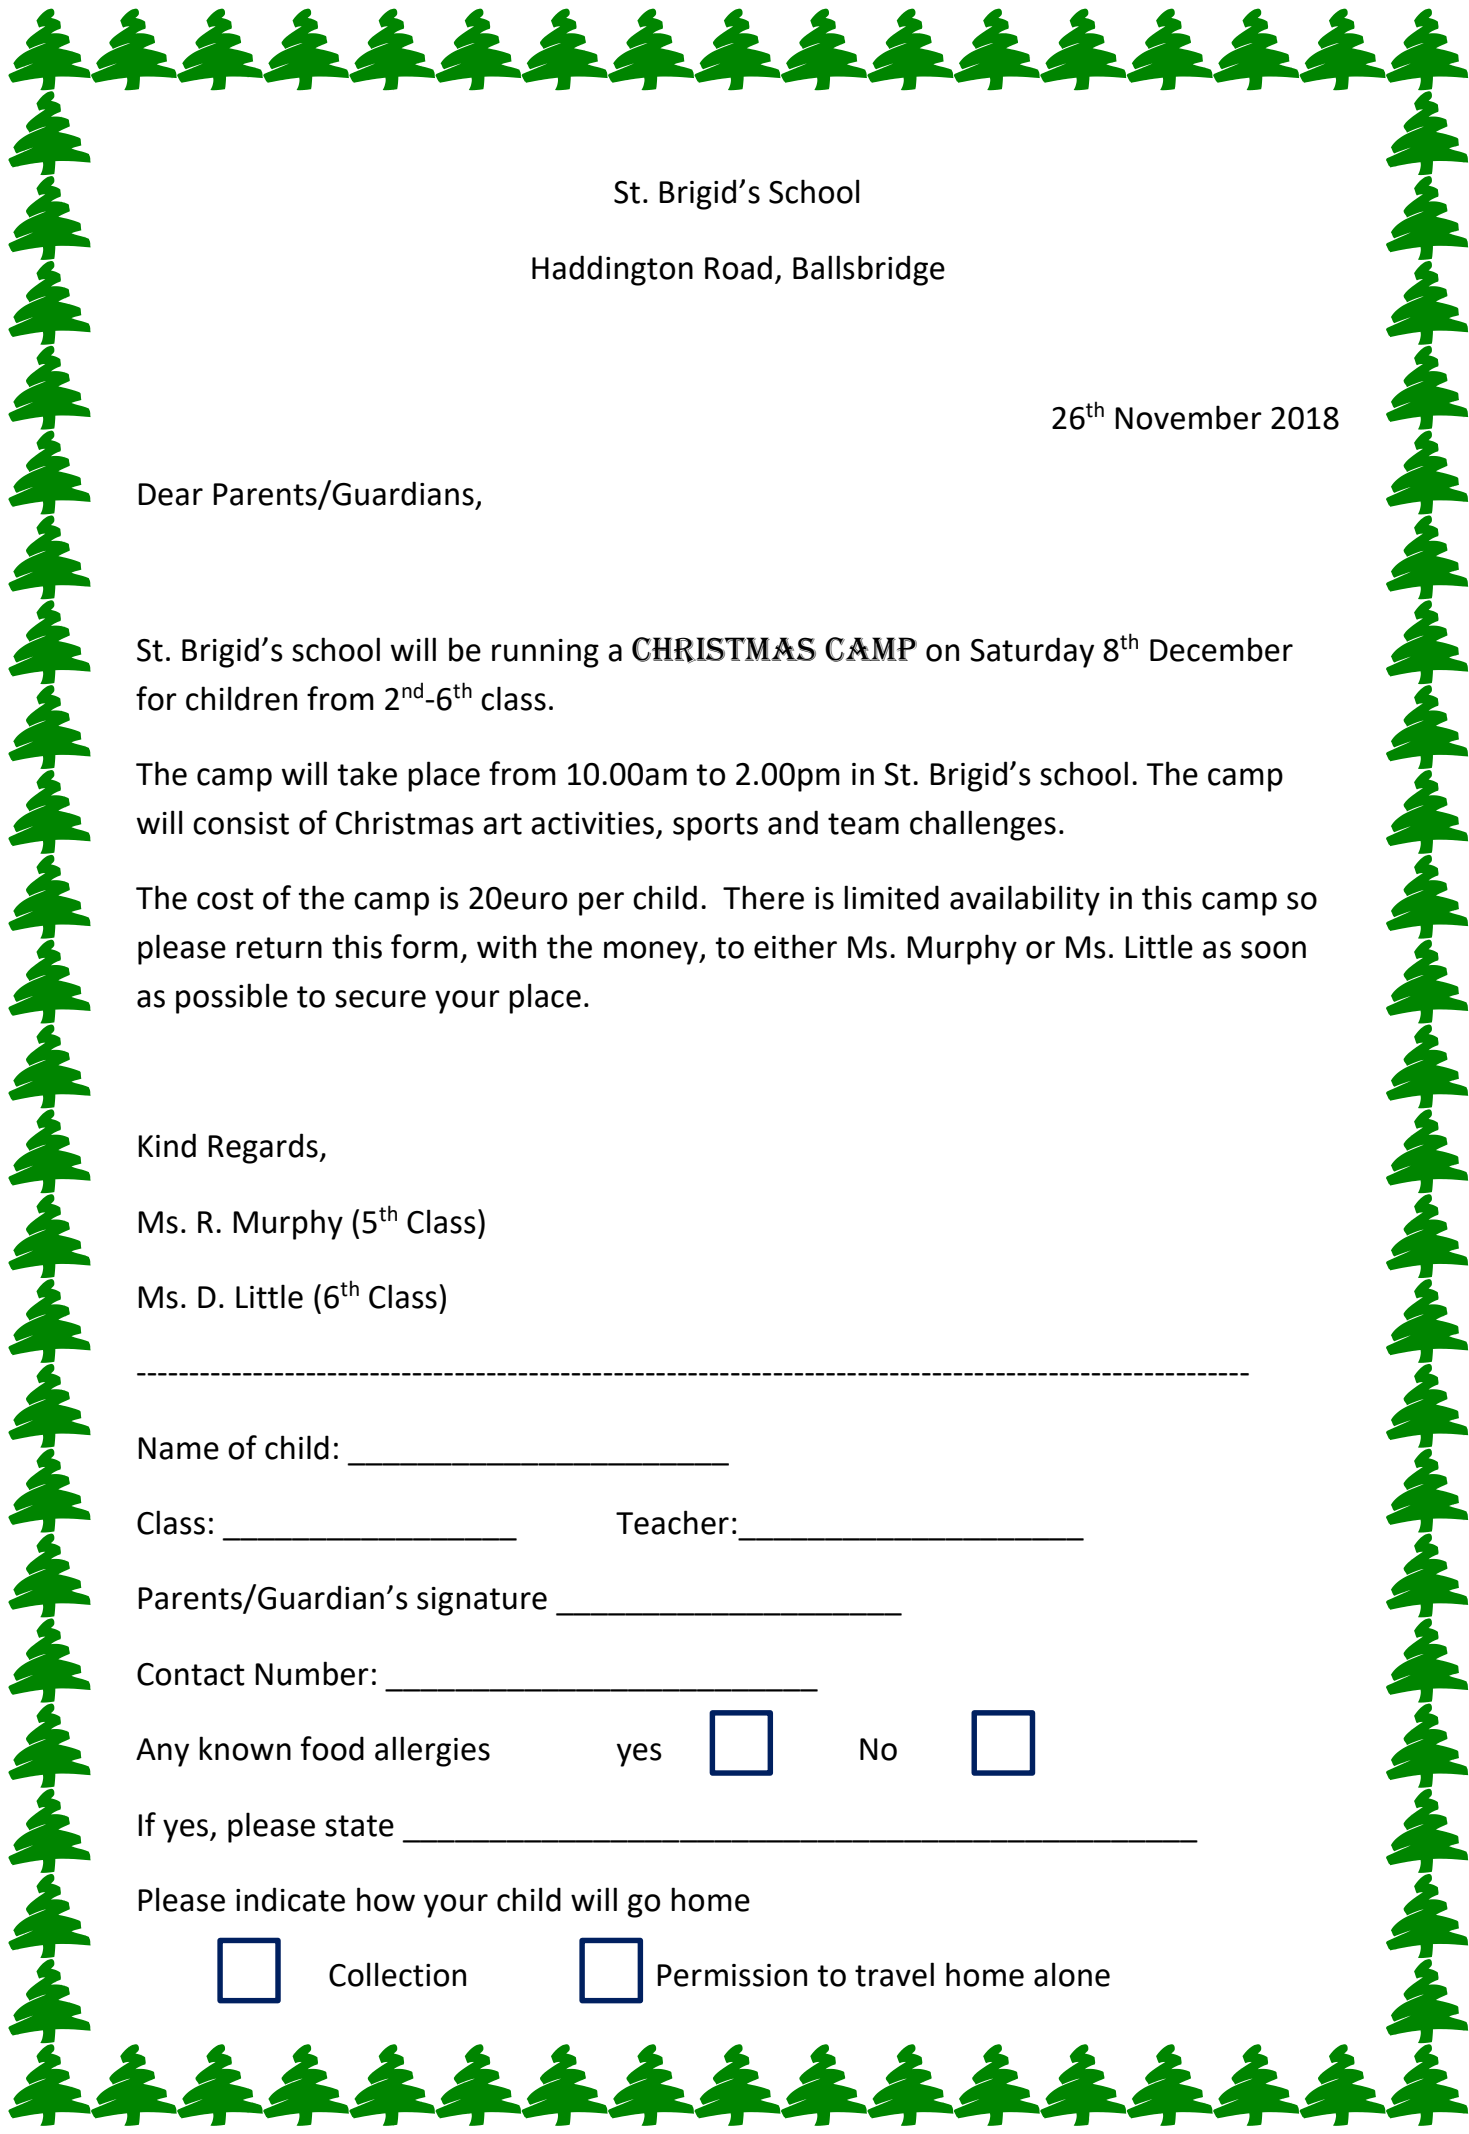 St. Brigid’s School
Haddington Road, Ballsbridge
26th November 2018
Dear Parents/Guardians,
St. Brigid’s school will be running a CHRISTMAS CAMP on Saturday 8th December
for children from 2nd-6th class.
The camp will take place from 10.00am to 2.00pm in St. Brigid’s school. The camp
will consist of Christmas art activities, sports and team challenges.
The cost of the camp is 20euro per child.  There is limited availability in this camp so
please return this form, with the money, to either Ms. Murphy or Ms. Little as soon
as possible to secure your place.
Kind Regards,
Ms. R. Murphy (5th Class)
Ms. D. Little (6th Class)
--------------------------------------------------------------------------------------------------------
Name of child: ______________________
Class: _________________ Teacher:____________________
Parents/Guardian’s signature ____________________
Contact Number: _________________________
Any known food allergies yes No
If yes, please state ______________________________________________
Please indicate how your child will go home
Collection Permission to travel home alone